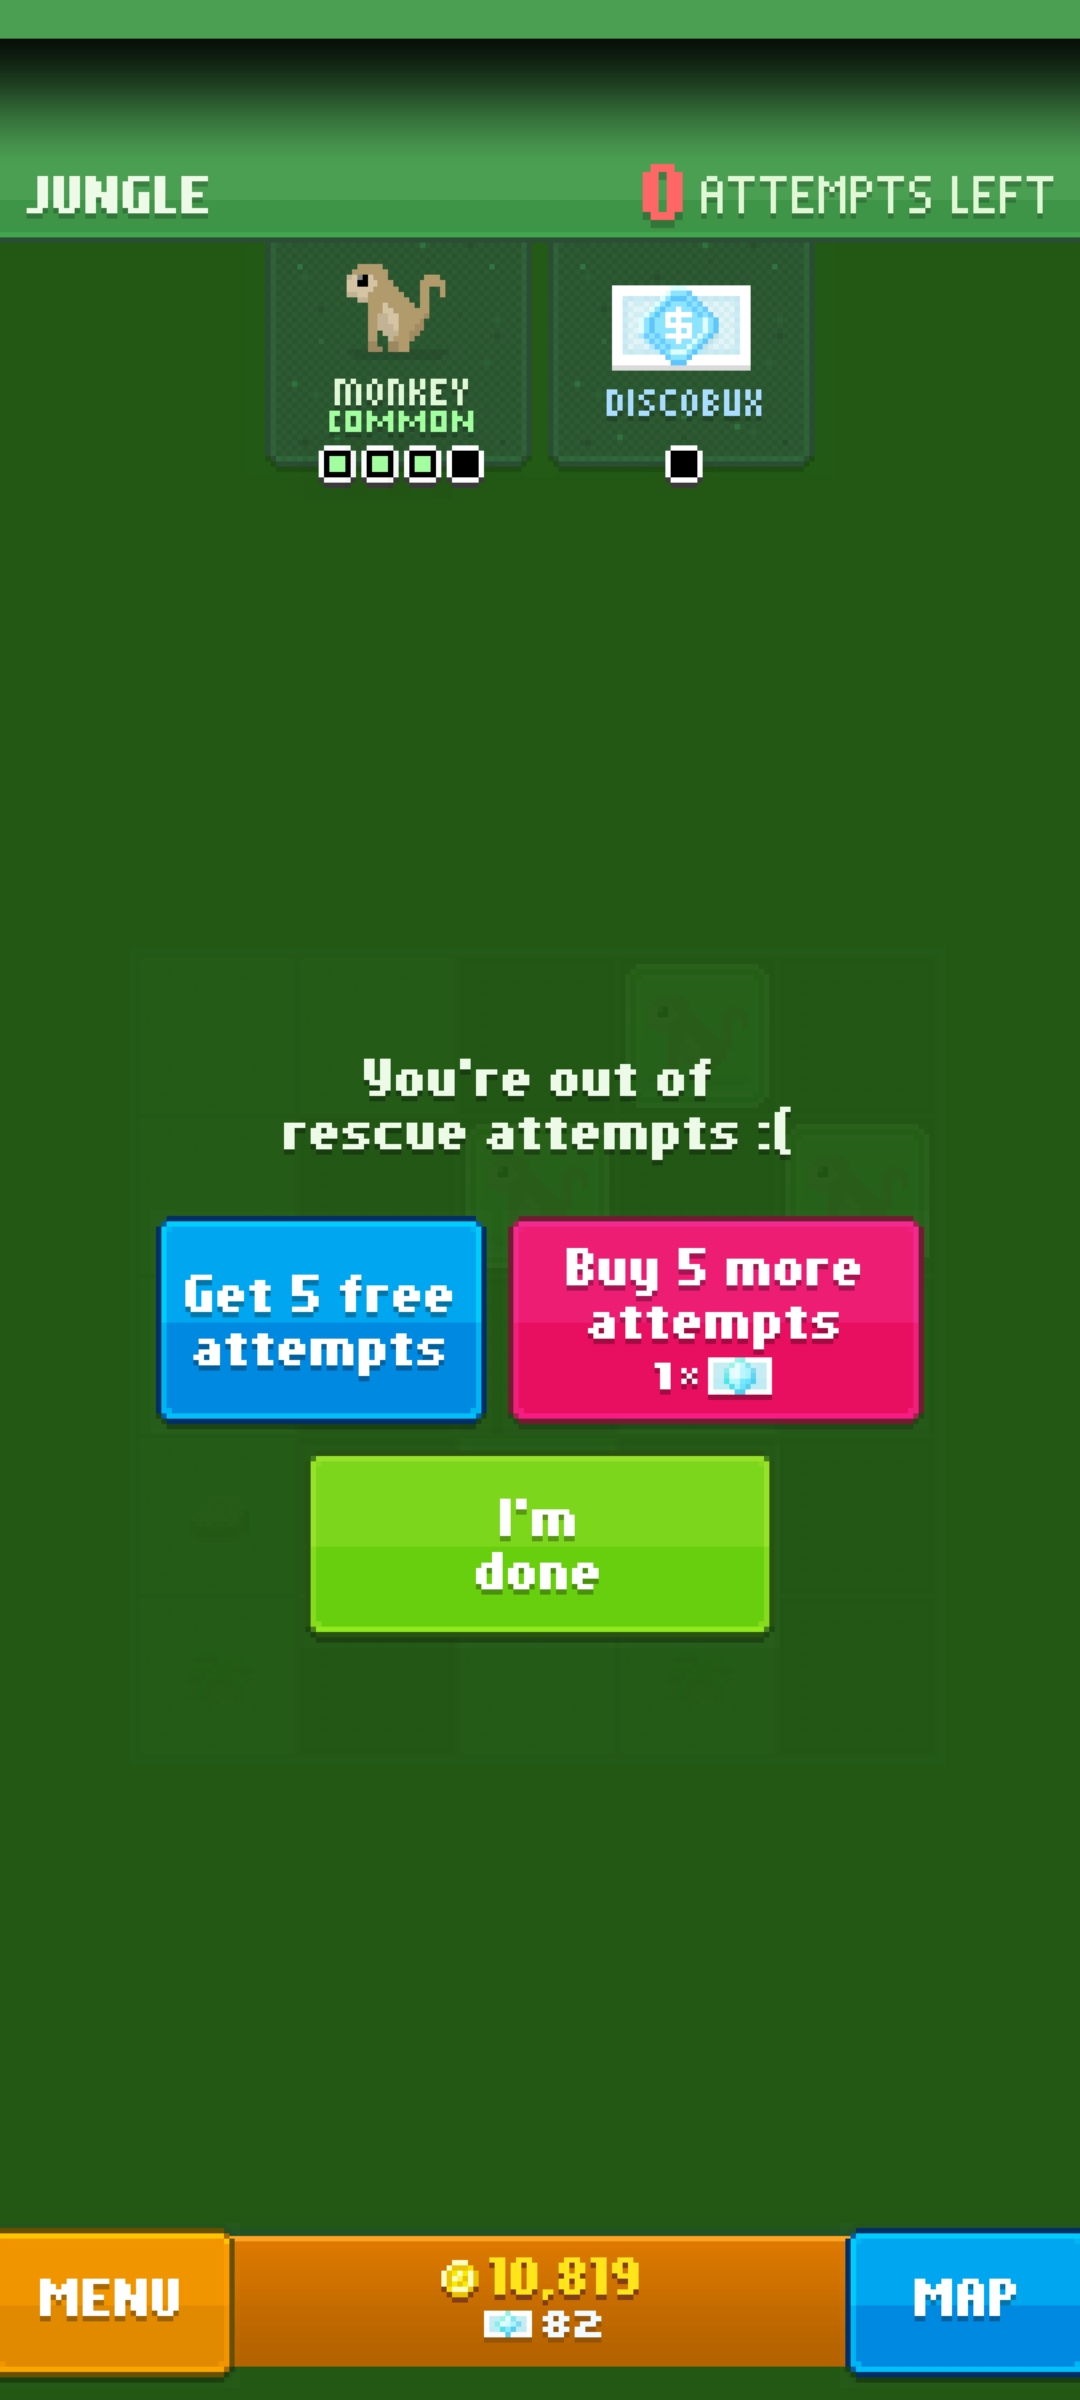 JUNGLE
0 ATTEMPTS LEFT
MONKEY
COMMON
$
DISCOBUX
You're out of
rescue attempts :(
Get 5 free
attempts
Buy 5 more
attempts
1×
I'm
done
MENU
10,819
82
MAP